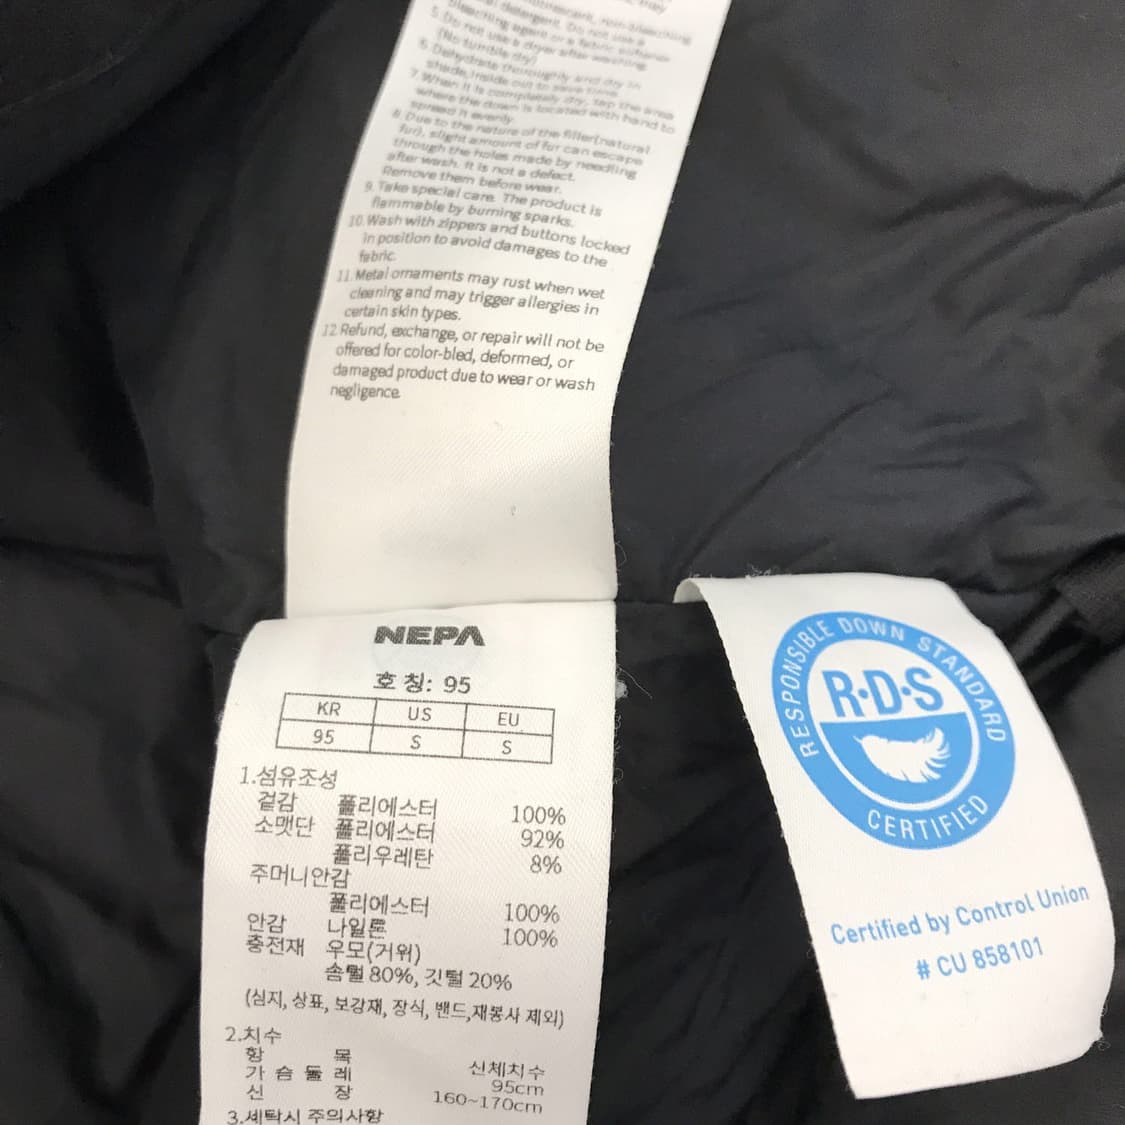 5. Do not use a dryer after washing
(No tumble dry)
6. Dehydrate thoroughly and dry in
shade, inside out to save time.
7. When it is completely dry, tap the area
where the down is located with hand to
spread it evenly.
8. Due to the nature of the filler(natural
fur), slight amount of fur can escape
through the holes made by needling
after wash. It is not a defect.
Remove them before wear.
9. Take special care. The product is
flammable by burning sparks.
10. Wash with zippers and buttons locked
in position to avoid damages to the
fabric.
11. Metal ornaments may rust when wet
cleaning and may trigger allergies in
certain skin types.
12. Refund, exchange, or repair will not be
offered for color-bled, deformed, or
damaged product due to wear or wash
negligence.
NEPA
호 칭: 95
KR US EU
95 S S
1.섬유조성
겉감 폴리에스터 100%
소맷단 폴리에스터 92%
폴리우레탄 8%
주머니안감
폴리에스터 100%
안감 나일론 100%
충전재 우모(거위)
솜털 80%, 깃털 20%
(심지, 상표, 보강재, 장식, 밴드,재봉사 제외)
2.치수
항 목 신체치수
가 슴 둘 레 95cm
신 장 160~170cm
3.세탁시 주의사항
RESPONSIBLE DOWN STANDARD
R·D·S
CERTIFIED
Certified by Control Union
# CU 858101